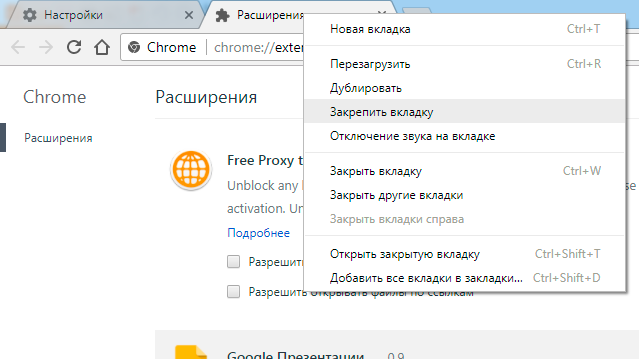 Настройки
Расширения
Chrome chrome://exte
Chrome
Расширения
Расширения
Новая вкладка Ctrl+T
Перезагрузить Ctrl+R
Дублировать
Закрепить вкладку
Отключение звука на вкладке
Закрыть вкладку Ctrl+W
Закрыть другие вкладки
Закрыть вкладки справа
Открыть закрытую вкладку Ctrl+Shift+T
Добавить все вкладки в закладки... Ctrl+Shift+D
Free Proxy t
Unblock any
se
activation. Un
Подробнее
Разрешить
Разрешить открывать файлы по ссылкам
Google Презентации 0.9